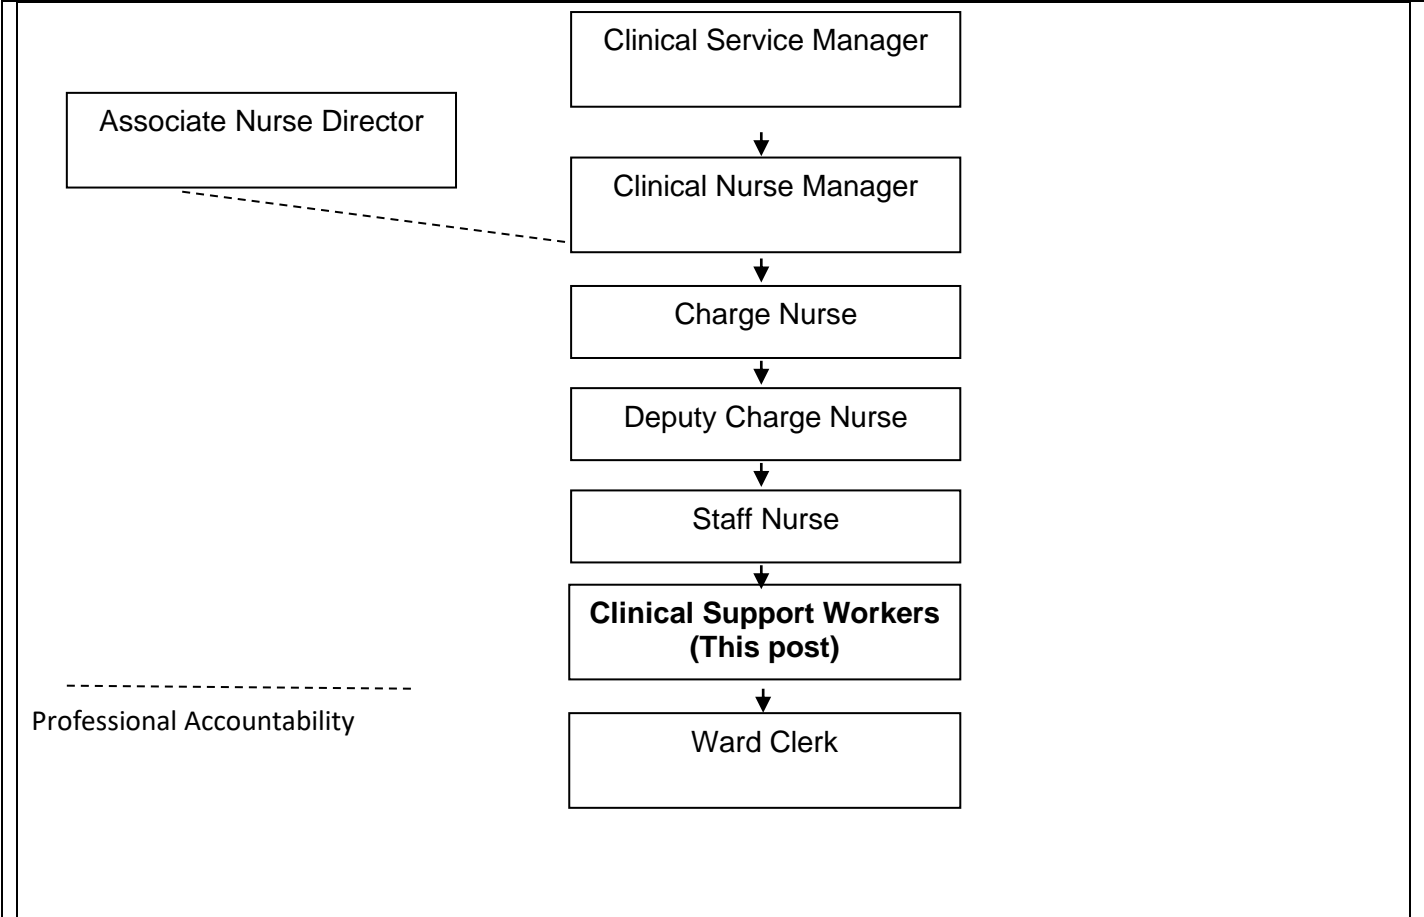 Clinical Service Manager
Associate Nurse Director
Clinical Nurse Manager
Charge Nurse
Deputy Charge Nurse
Staff Nurse
Clinical Support Workers
(This post)
Professional Accountability
Ward Clerk